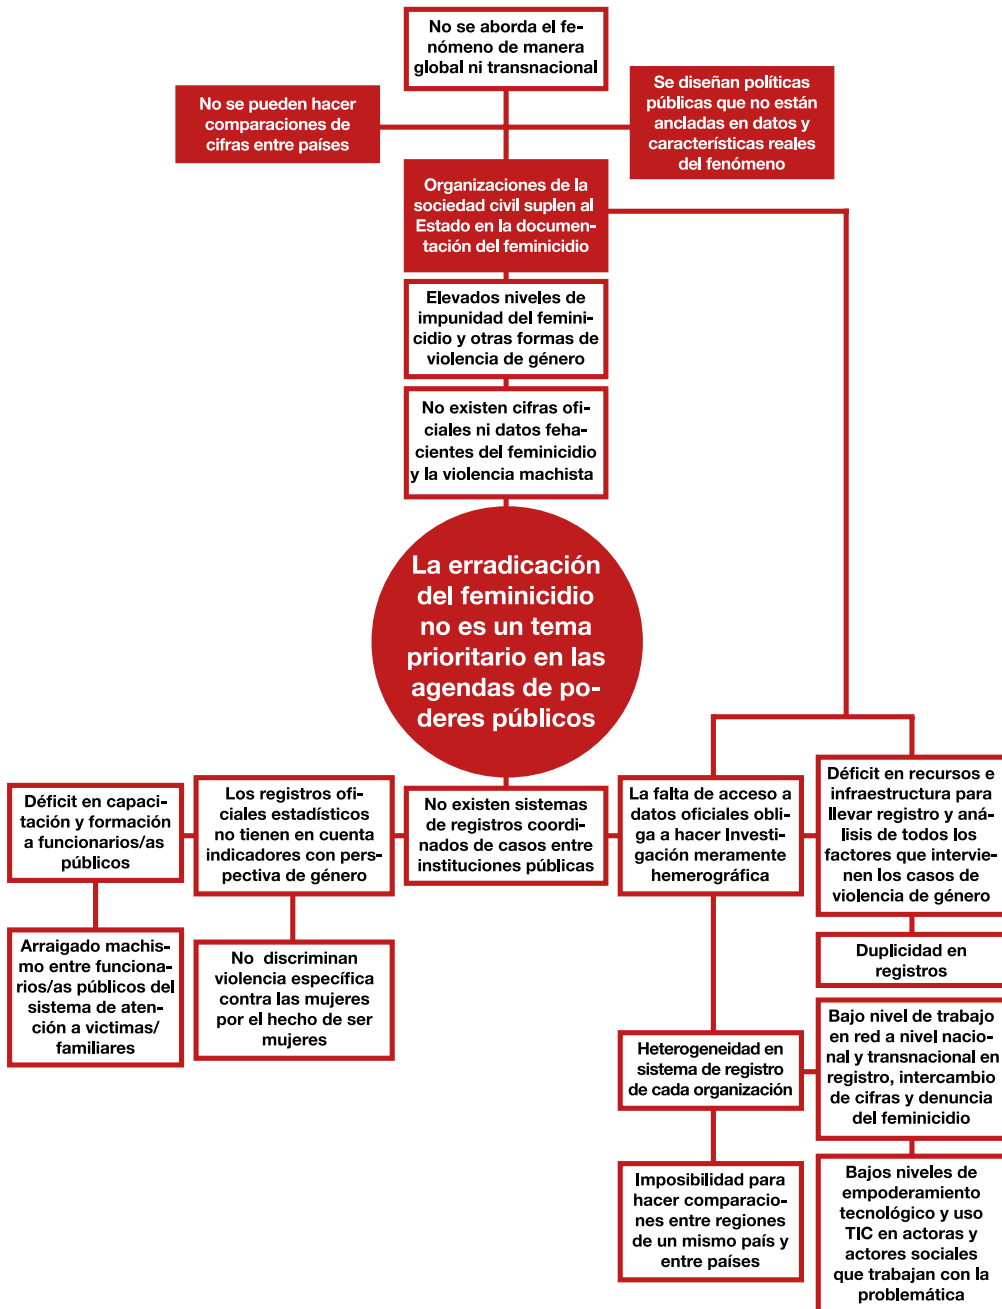 No se aborda el fe-
nómeno de manera
global ni transnacional
No se pueden hacer
comparaciones de
cifras entre países
Se diseñan políticas
públicas que no están
ancladas en datos y
características reales
del fenómeno
Organizaciones de la
sociedad civil suplen al
Estado en la documen-
tación del feminicidio
Elevados niveles de
impunidad del femini-
cidio y otras formas de
violencia de género
No existen cifras ofi-
ciales ni datos feha-
cientes del feminicidio
y la violencia machista
La erradicación
del feminicidio
no es un tema
prioritario en las
agendas de po-
deres públicos
Déficit en capaci-
tación y formación
a funcionarios/as
públicos
Los registros ofi-
ciales estadísticos
no tienen en cuenta
indicadores con pers-
pectiva de género
No existen sistemas
de registros coordi-
nados de casos entre
instituciones públicas
La falta de acceso a
datos oficiales obli-
ga a hacer Investi-
gación meramente
hemerográfica
Déficit en recursos e
infraestructura para
llevar registro y aná-
lisis de todos los
factores que intervie-
nen los casos de
violencia de género
Arraigado machis-
mo entre funciona-
rios/as públicos del
sistema de aten-
ción a victimas/
familiares
No discriminan
violencia específica
contra las mujeres
por el hecho de ser
mujeres
Duplicidad en
registros
Heterogeneidad en
sistema de registro
de cada organización
Bajo nivel de trabajo
en red a nivel nacio-
nal y transnacional en
registro, intercambio
de cifras y denuncia
del feminicidio
Imposibilidad para
hacer comparacio-
nes entre regiones
de un mismo país y
entre países
Bajos niveles de
empoderamiento
tecnológico y uso
TIC en actoras y
actores sociales
que trabajan con la
problemática